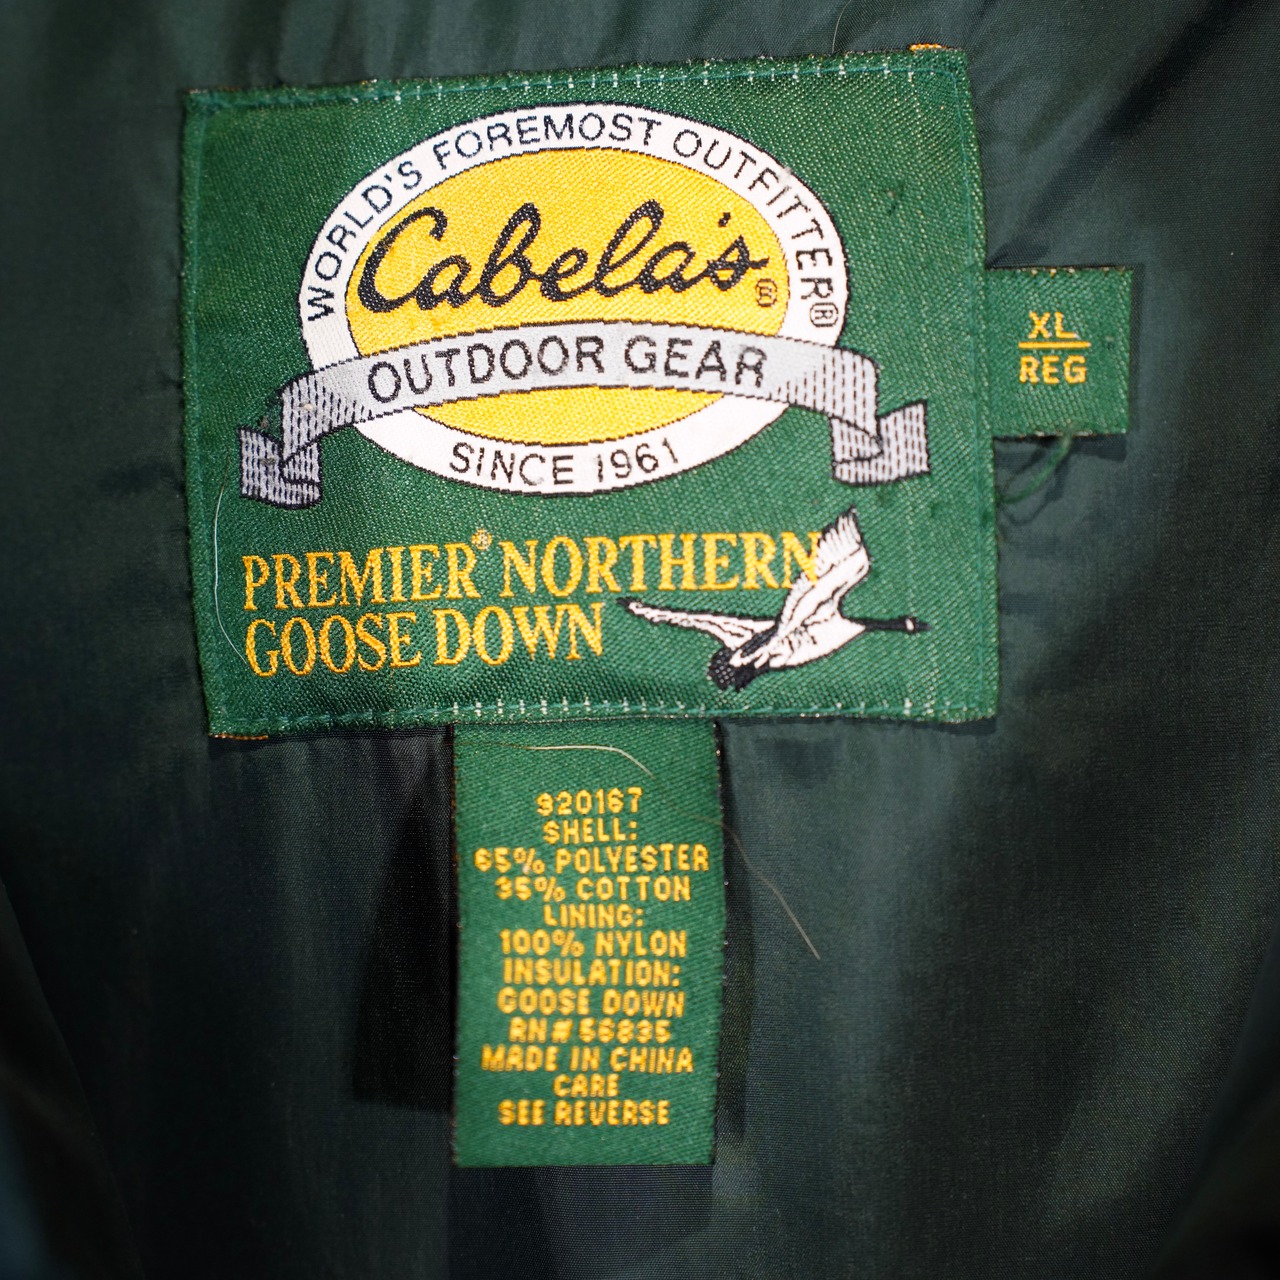 WORLD'S FOREMOST OUTFITTER®
Cabela's®
OUTDOOR GEAR
SINCE 1961
XL
REG
PREMIER® NORTHERN
GOOSE DOWN
920167
SHELL:
65% POLYESTER
35% COTTON
LINING:
100% NYLON
INSULATION:
GOOSE DOWN
RN# 56835
MADE IN CHINA
CARE
SEE REVERSE